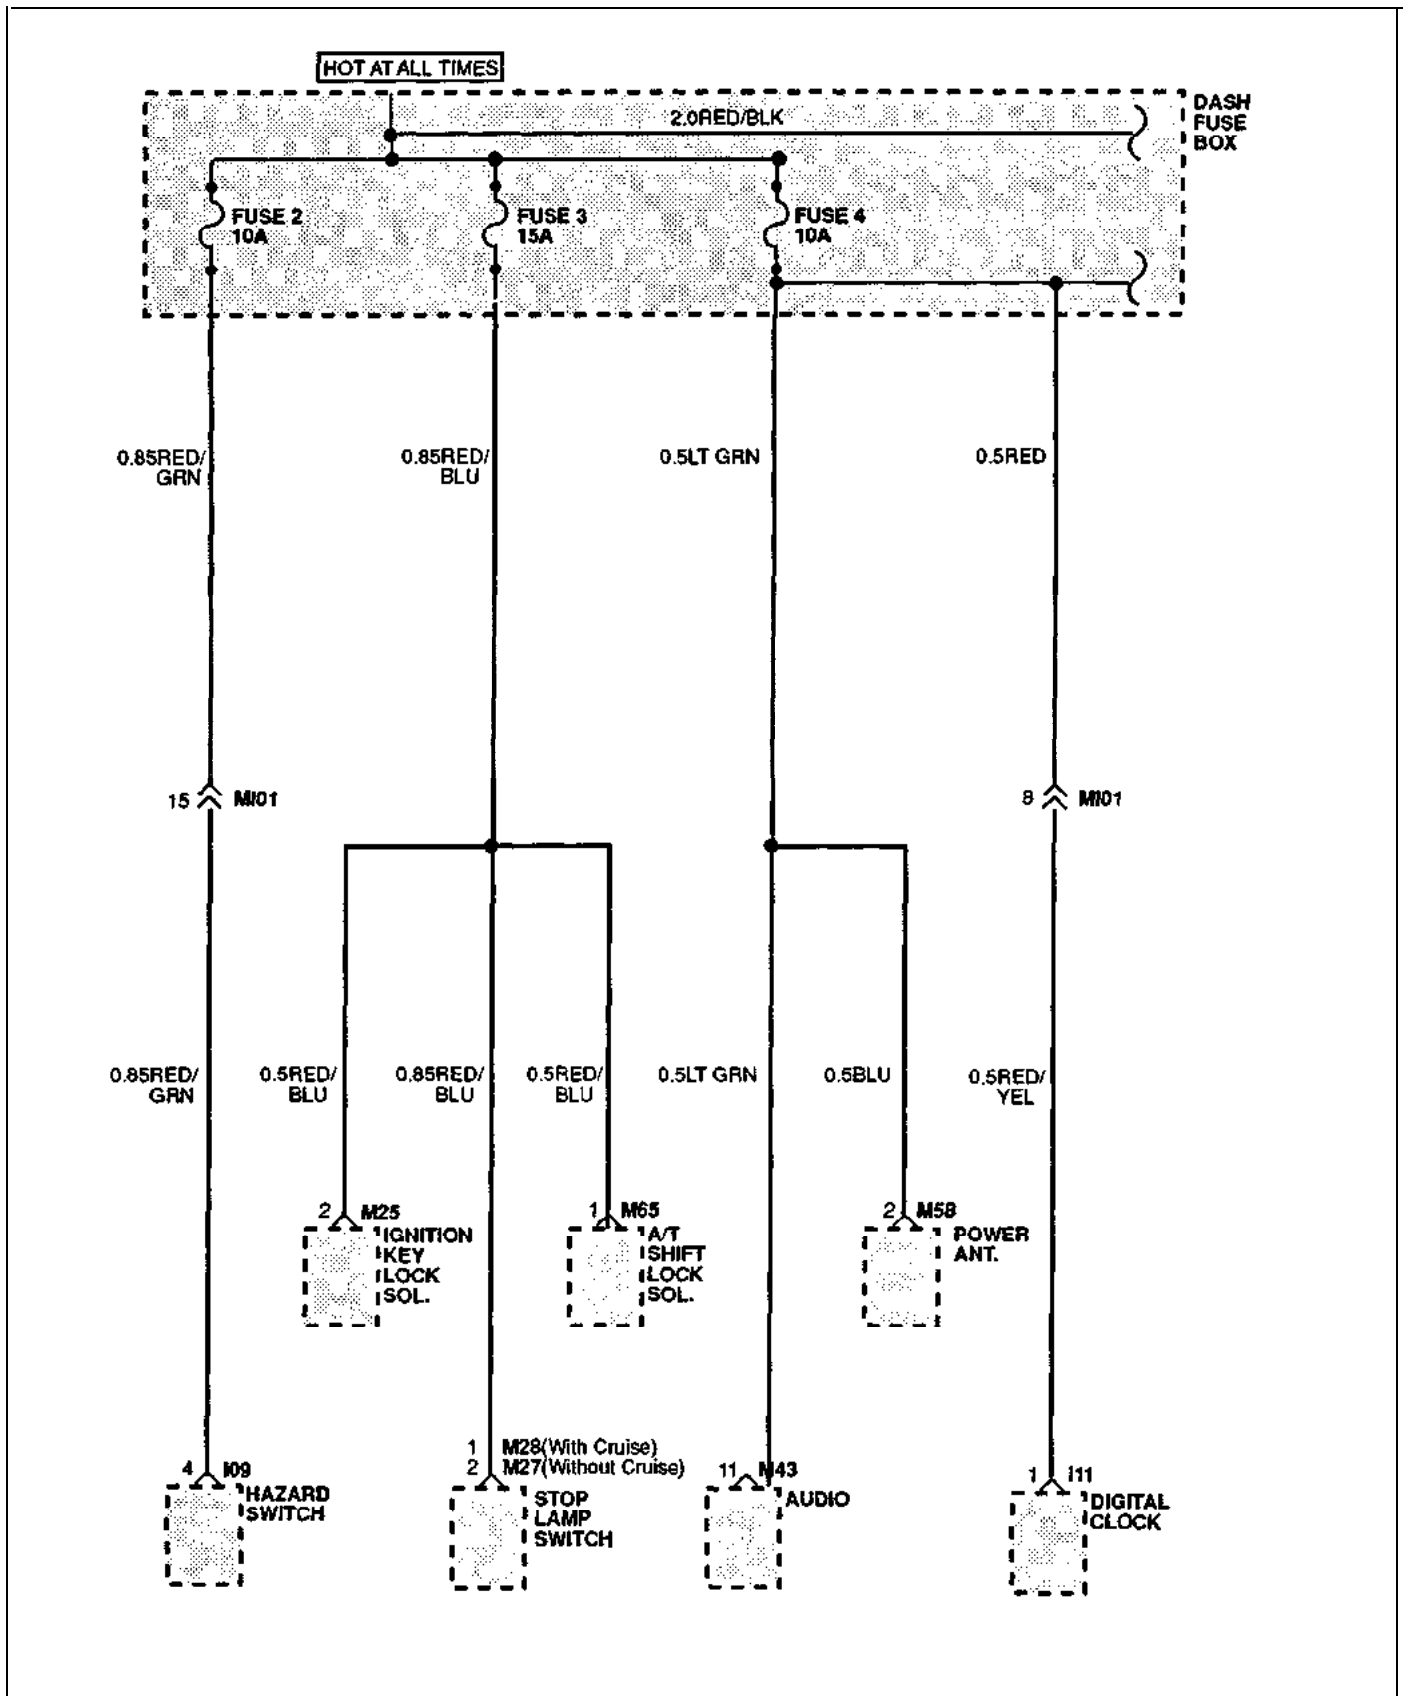 HOT AT ALL TIMES
2.0RED/BLK
DASH
FUSE
BOX
FUSE 2
10A
FUSE 3
15A
FUSE 4
10A
0.85RED/
GRN
0.85RED/
BLU
0.5LT GRN
0.5RED
15 MI01
8 MI01
0.85RED/
GRN
0.5RED/
BLU
0.85RED/
BLU
0.5RED/
BLU
0.5LT GRN
0.5BLU
0.5RED/
YEL
2 M25
IGNITION
KEY
LOCK
SOL.
1 M65
A/T
SHIFT
LOCK
SOL.
2 M58
POWER
ANT.
4 I09
HAZARD
SWITCH
1 M28(With Cruise)
2 M27(Without Cruise)
STOP
LAMP
SWITCH
11 M43
AUDIO
1 I11
DIGITAL
CLOCK